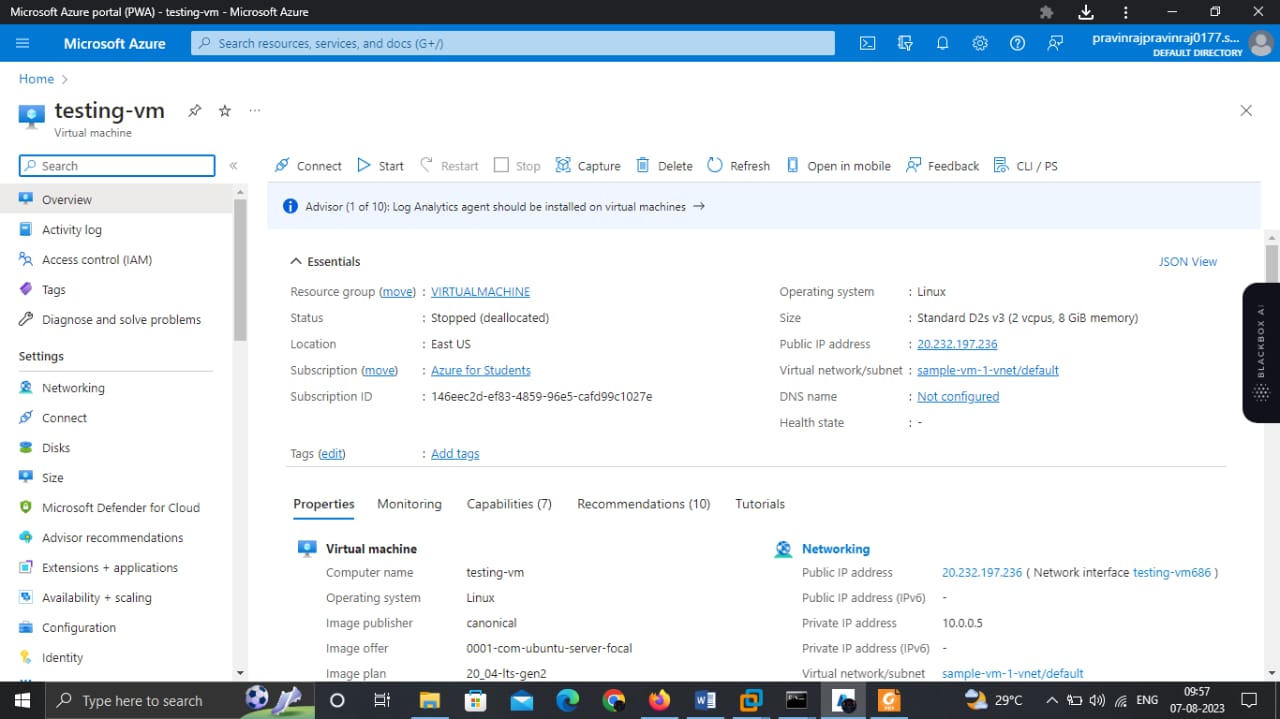 Microsoft Azure portal (PWA) - testing-vm - Microsoft Azure
Microsoft Azure
Search resources, services, and docs (G+/)
pravinrajpravinraj0177.s...
DEFAULT DIRECTORY
Home
testing-vm
Virtual machine
Search
Connect Start Restart Stop Capture Delete Refresh Open in mobile Feedback CLI / PS
Overview
Activity log
Access control (IAM)
Tags
Diagnose and solve problems
Settings
Networking
Connect
Disks
Size
Microsoft Defender for Cloud
Advisor recommendations
Extensions + applications
Availability + scaling
Configuration
Identity
Advisor (1 of 10): Log Analytics agent should be installed on virtual machines →
Essentials
JSON View
Resource group (move) : VIRTUALMACHINE
Status : Stopped (deallocated)
Location : East US
Subscription (move) : Azure for Students
Subscription ID : 146eec2d-ef83-4859-96e5-cafd99c1027e
Operating system : Linux
Size : Standard D2s v3 (2 vcpus, 8 GiB memory)
Public IP address : 20.232.197.236
Virtual network/subnet : sample-vm-1-vnet/default
DNS name : Not configured
Health state : -
Tags (edit) : Add tags
Properties Monitoring Capabilities (7) Recommendations (10) Tutorials
Virtual machine
Computer name testing-vm
Operating system Linux
Image publisher canonical
Image offer 0001-com-ubuntu-server-focal
Image plan 20_04-lts-gen2
Networking
Public IP address 20.232.197.236 ( Network interface testing-vm686 )
Public IP address (IPv6) -
Private IP address 10.0.0.5
Private IP address (IPv6) -
Virtual network/subnet sample-vm-1-vnet/default
BLACKBOX AI
Type here to search
29°C
ENG
09:57
07-08-2023